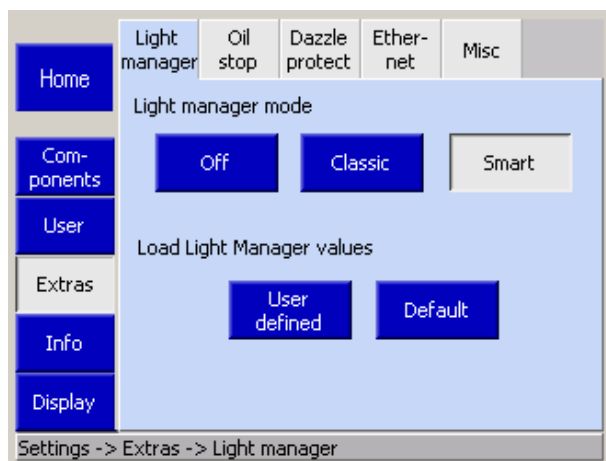 Home
Light
manager
Oil
stop
Dazzle
protect
Ether-
net
Misc
Light manager mode
Off
Classic
Smart
Com-
ponents
User
Extras
Info
Display
Load Light Manager values
User
defined
Default
Settings -> Extras -> Light manager